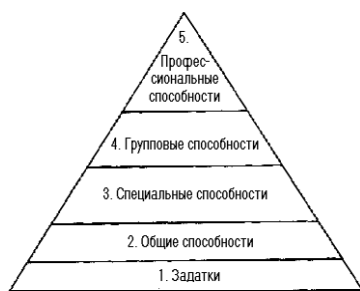 5.
Профес-
сиональные
способности
4. Групповые способности
3. Специальные способности
2. Общие способности
1. Задатки